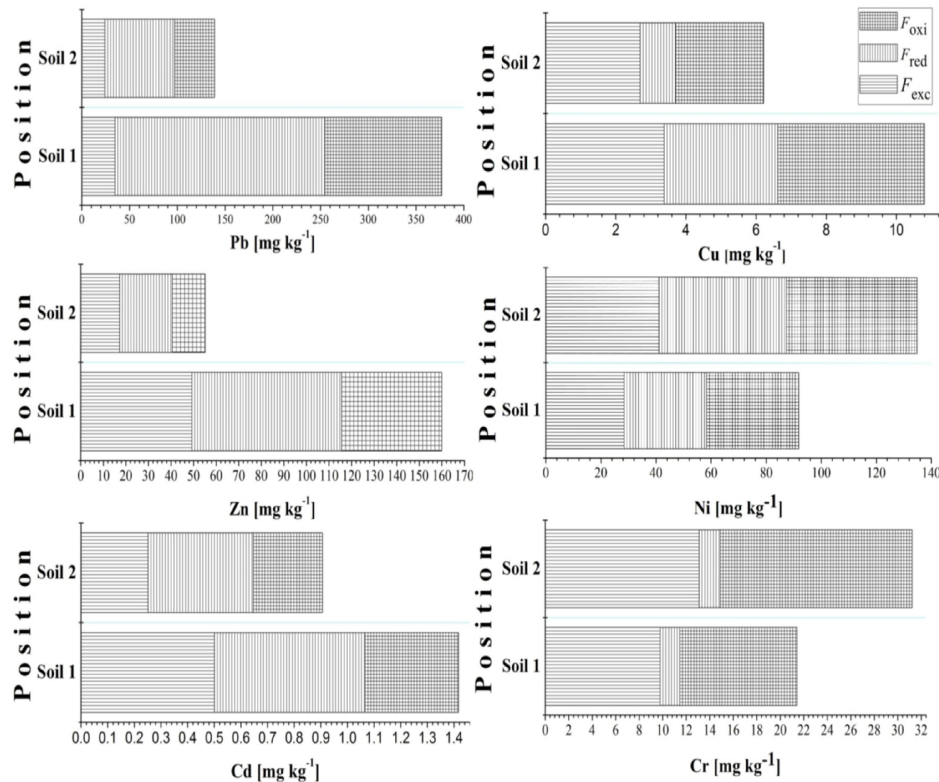 Position
Soil 2
Soil 1
0 50 100 150 200 250 300 350 400
Pb [mg kg-1]
Position
Soil 2
Soil 1
0 2 4 6 8 10
Cu [mg kg-1]
Foxi
Fred
Fexc
Position
Soil 2
Soil 1
0 10 20 30 40 50 60 70 80 90 100 110 120 130 140 150 160 170
Zn [mg kg-1]
Position
Soil 2
Soil 1
0 20 40 60 80 100 120 140
Ni [mg kg-1]
Position
Soil 2
Soil 1
0.0 0.1 0.2 0.3 0.4 0.5 0.6 0.7 0.8 0.9 1.0 1.1 1.2 1.3 1.4
Cd [mg kg-1]
Position
Soil 2
Soil 1
0 2 4 6 8 10 12 14 16 18 20 22 24 26 28 30 32
Cr [mg kg-1]